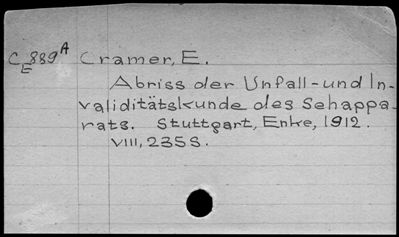 C 889 A Cramer, E.
E
Abriss der Unfall- und In-
validitätskunde des Sehappa-
rats. Stuttgart, Enke, 1912.
VIII, 235 S.